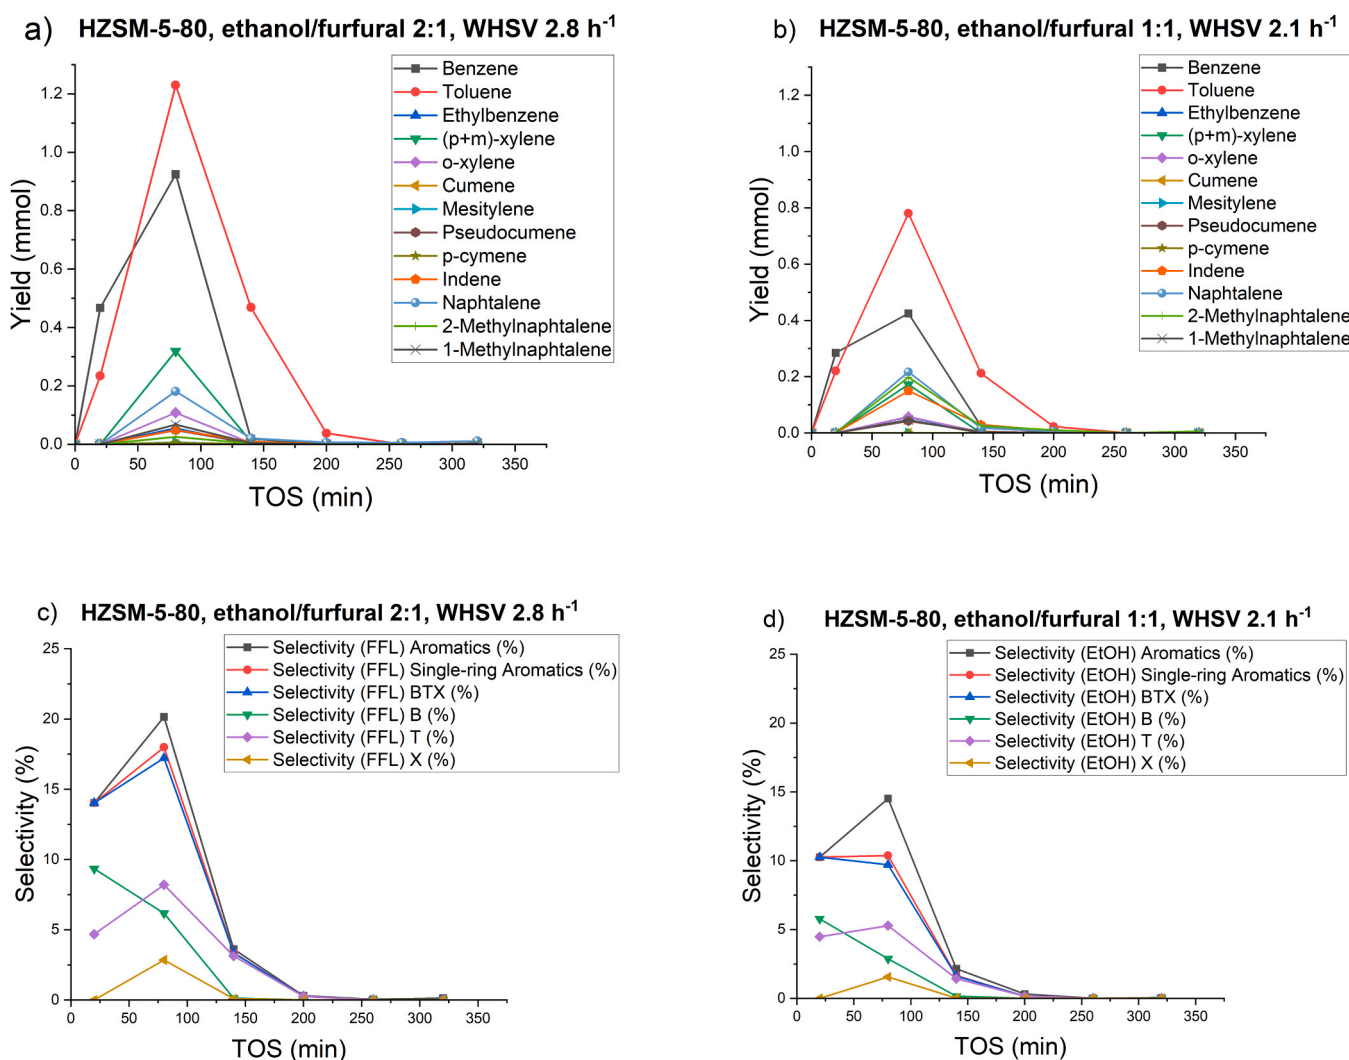 a) HZSM-5-80, ethanol/furfural 2:1, WHSV 2.8 h⁻¹
Benzene
Toluene
Ethylbenzene
(p+m)-xylene
o-xylene
Cumene
Mesitylene
Pseudocumene
p-cymene
Indene
Naphtalene
2-Methylnaphtalene
1-Methylnaphtalene
Yield (mmol)
1.2
1.0
0.8
0.6
0.4
0.2
0.0
0 50 100 150 200 250 300 350
TOS (min)
b) HZSM-5-80, ethanol/furfural 1:1, WHSV 2.1 h⁻¹
Benzene
Toluene
Ethylbenzene
(p+m)-xylene
o-xylene
Cumene
Mesitylene
Pseudocumene
p-cymene
Indene
Naphtalene
2-Methylnaphtalene
1-Methylnaphtalene
Yield (mmol)
1.2
1.0
0.8
0.6
0.4
0.2
0.0
0 50 100 150 200 250 300 350
TOS (min)
c) HZSM-5-80, ethanol/furfural 2:1, WHSV 2.8 h⁻¹
Selectivity (FFL) Aromatics (%)
Selectivity (FFL) Single-ring Aromatics (%)
Selectivity (FFL) BTX (%)
Selectivity (FFL) B (%)
Selectivity (FFL) T (%)
Selectivity (FFL) X (%)
Selectivity (%)
25
20
15
10
5
0
0 50 100 150 200 250 300 350
TOS (min)
d) HZSM-5-80, ethanol/furfural 1:1, WHSV 2.1 h⁻¹
Selectivity (EtOH) Aromatics (%)
Selectivity (EtOH) Single-ring Aromatics (%)
Selectivity (EtOH) BTX (%)
Selectivity (EtOH) B (%)
Selectivity (EtOH) T (%)
Selectivity (EtOH) X (%)
Selectivity (%)
25
20
15
10
5
0
0 50 100 150 200 250 300 350
TOS (min)